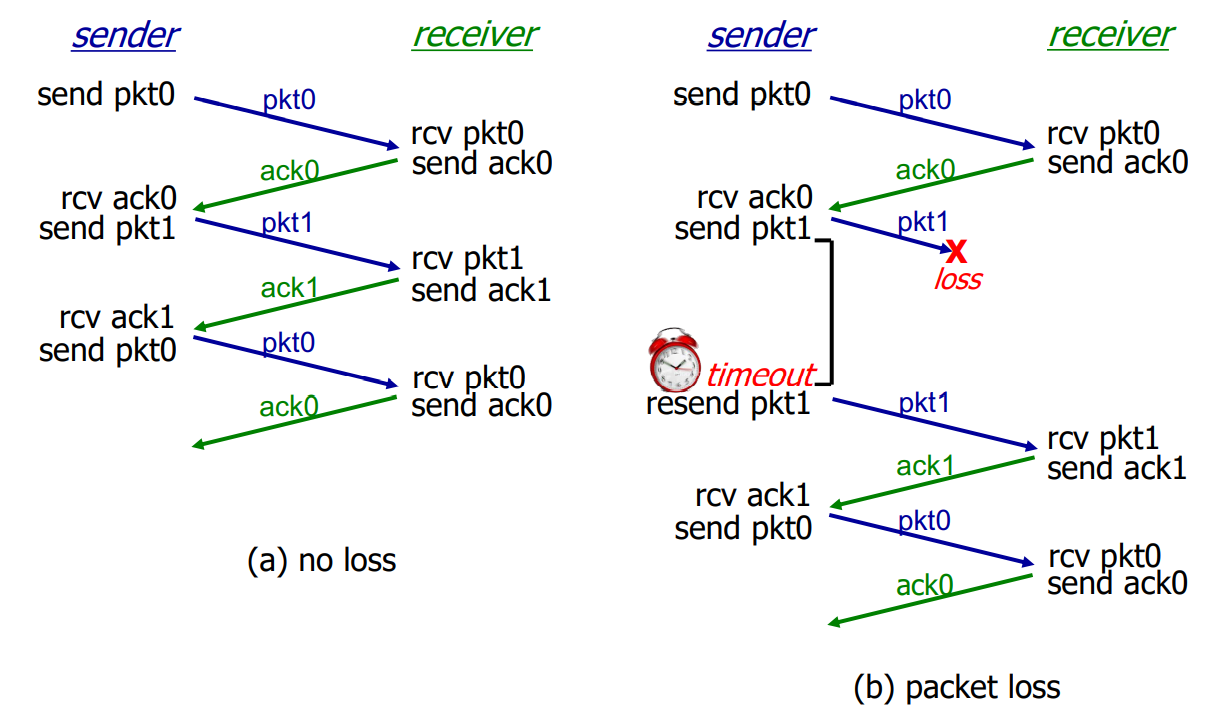 sender
receiver
send pkt0
pkt0
rcv pkt0
send ack0
ack0
rcv ack0
send pkt1
pkt1
rcv pkt1
send ack1
ack1
rcv ack1
send pkt0
pkt0
rcv pkt0
send ack0
ack0
(a) no loss
sender
receiver
send pkt0
pkt0
rcv pkt0
send ack0
ack0
rcv ack0
send pkt1
pkt1
X
loss
timeout
resend pkt1
pkt1
rcv pkt1
send ack1
ack1
rcv ack1
send pkt0
pkt0
rcv pkt0
send ack0
ack0
(b) packet loss